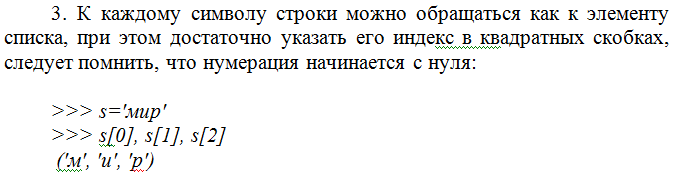 3. К каждому символу строки можно обращаться как к элементу
списка, при этом достаточно указать его индекс в квадратных скобках,
следует помнить, что нумерация начинается с нуля:
>>> s='мир'
>>> s[0], s[1], s[2]
('м', 'и', 'р')